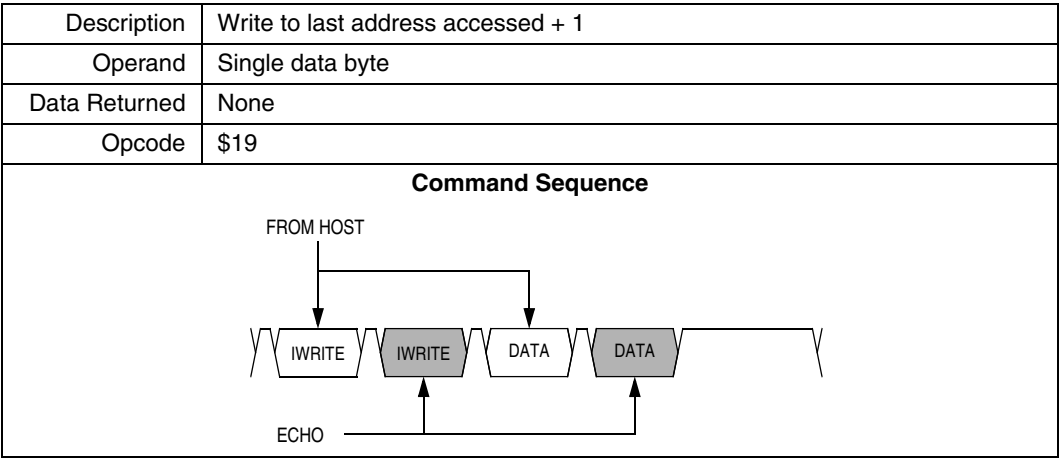 Description Write to last address accessed + 1
Operand Single data byte
Data Returned None
Opcode $19
Command Sequence
FROM HOST
IWRITE IWRITE DATA DATA
ECHO